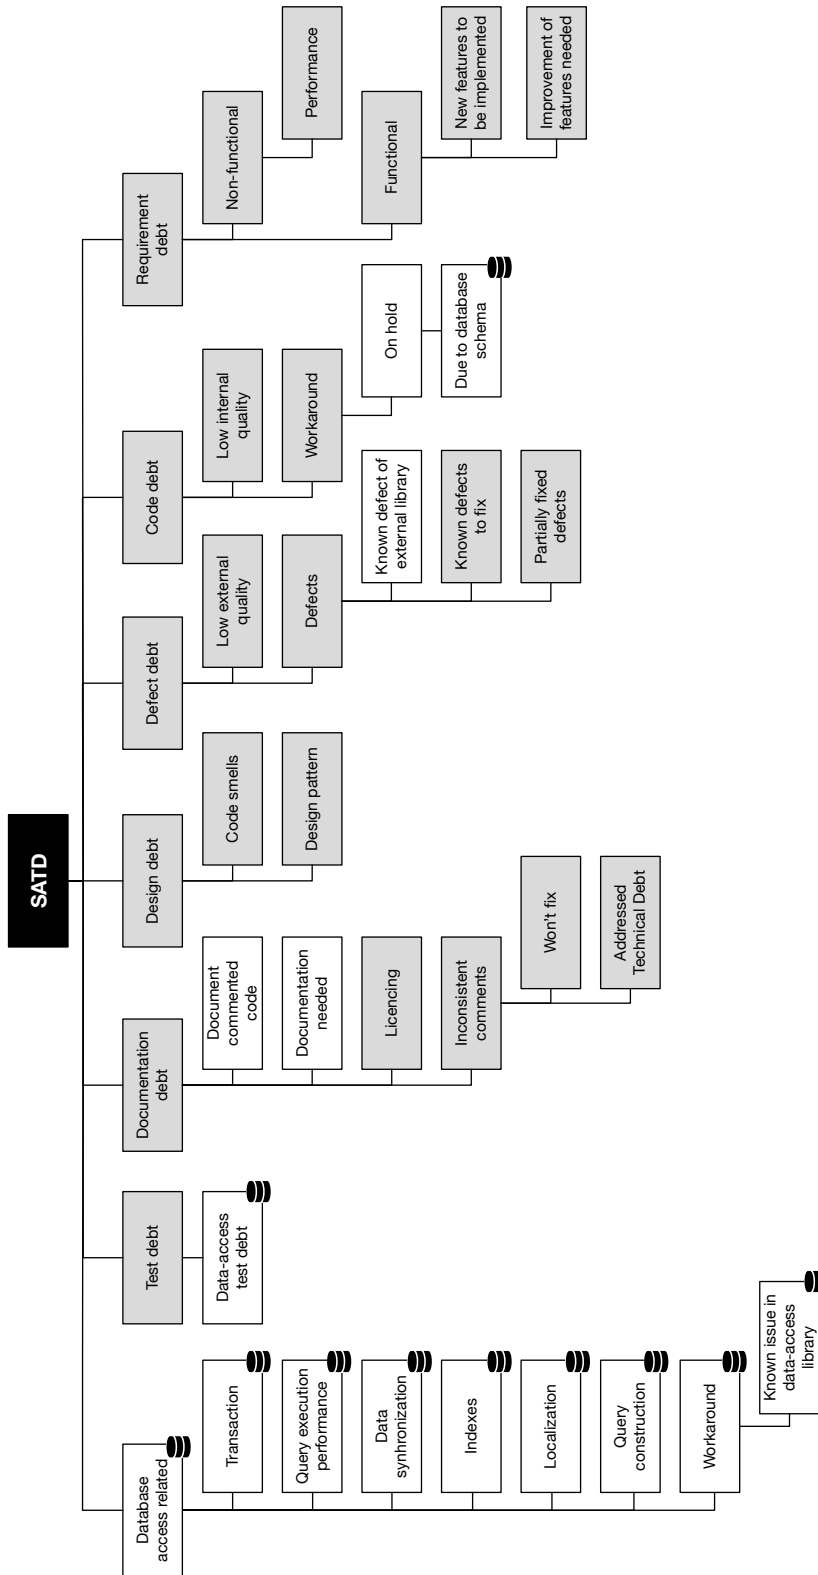 SATD
Database
access related
Transaction
Query execution
performance
Data
synhronization
Indexes
Localization
Query
construction
Workaround
Known issue in
data-access
library
Test debt
Data-access
test debt
Documentation
debt
Document
commented
code
Documentation
needed
Licencing
Inconsistent
comments
Won't fix
Addressed
Technical Debt
Design debt
Code smells
Design pattern
Defect debt
Low external
quality
Defects
Known defect of
external library
Known defects
to fix
Partially fixed
defects
Code debt
Low internal
quality
Workaround
On hold
Due to database
schema
Requirement
debt
Non-functional
Performance
Functional
New features to
be implemented
Improvement of
features needed